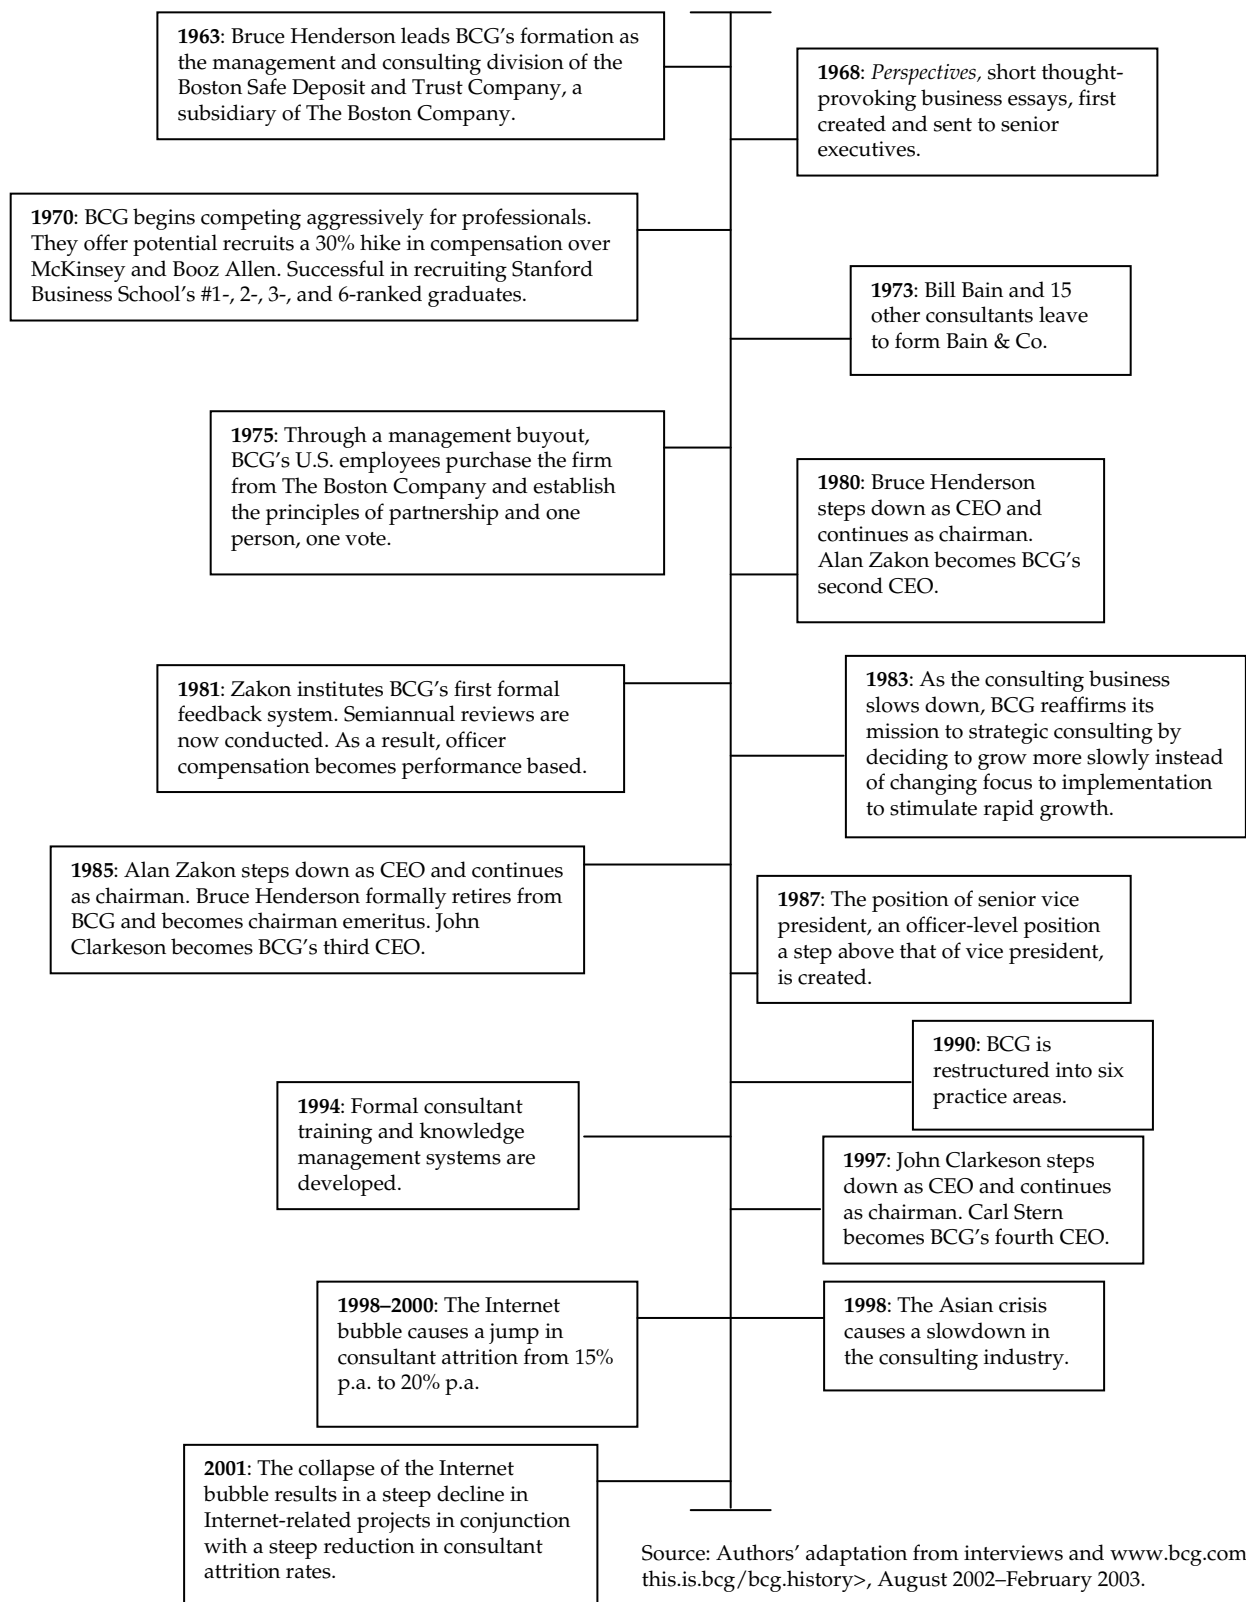 1963: Bruce Henderson leads BCG’s formation as
the management and consulting division of the
Boston Safe Deposit and Trust Company, a
subsidiary of The Boston Company.
1968: Perspectives, short thought-
provoking business essays, first
created and sent to senior
executives.
1970: BCG begins competing aggressively for professionals.
They offer potential recruits a 30% hike in compensation over
McKinsey and Booz Allen. Successful in recruiting Stanford
Business School’s #1-, 2-, 3-, and 6-ranked graduates.
1973: Bill Bain and 15
other consultants leave
to form Bain & Co.
1975: Through a management buyout,
BCG’s U.S. employees purchase the firm
from The Boston Company and establish
the principles of partnership and one
person, one vote.
1980: Bruce Henderson
steps down as CEO and
continues as chairman.
Alan Zakon becomes BCG’s
second CEO.
1981: Zakon institutes BCG’s first formal
feedback system. Semiannual reviews are
now conducted. As a result, officer
compensation becomes performance based.
1983: As the consulting business
slows down, BCG reaffirms its
mission to strategic consulting by
deciding to grow more slowly instead
of changing focus to implementation
to stimulate rapid growth.
1985: Alan Zakon steps down as CEO and continues
as chairman. Bruce Henderson formally retires from
BCG and becomes chairman emeritus. John
Clarkeson becomes BCG’s third CEO.
1987: The position of senior vice
president, an officer-level position
a step above that of vice president,
is created.
1990: BCG is
restructured into six
practice areas.
1994: Formal consultant
training and knowledge
management systems are
developed.
1997: John Clarkeson steps
down as CEO and continues
as chairman. Carl Stern
becomes BCG’s fourth CEO.
1998–2000: The Internet
bubble causes a jump in
consultant attrition from 15%
p.a. to 20% p.a.
1998: The Asian crisis
causes a slowdown in
the consulting industry.
2001: The collapse of the Internet
bubble results in a steep decline in
Internet-related projects in conjunction
with a steep reduction in consultant
attrition rates.
Source: Authors’ adaptation from interviews and www.bcg.com
this.is.bcg/bcg.history>, August 2002–February 2003.